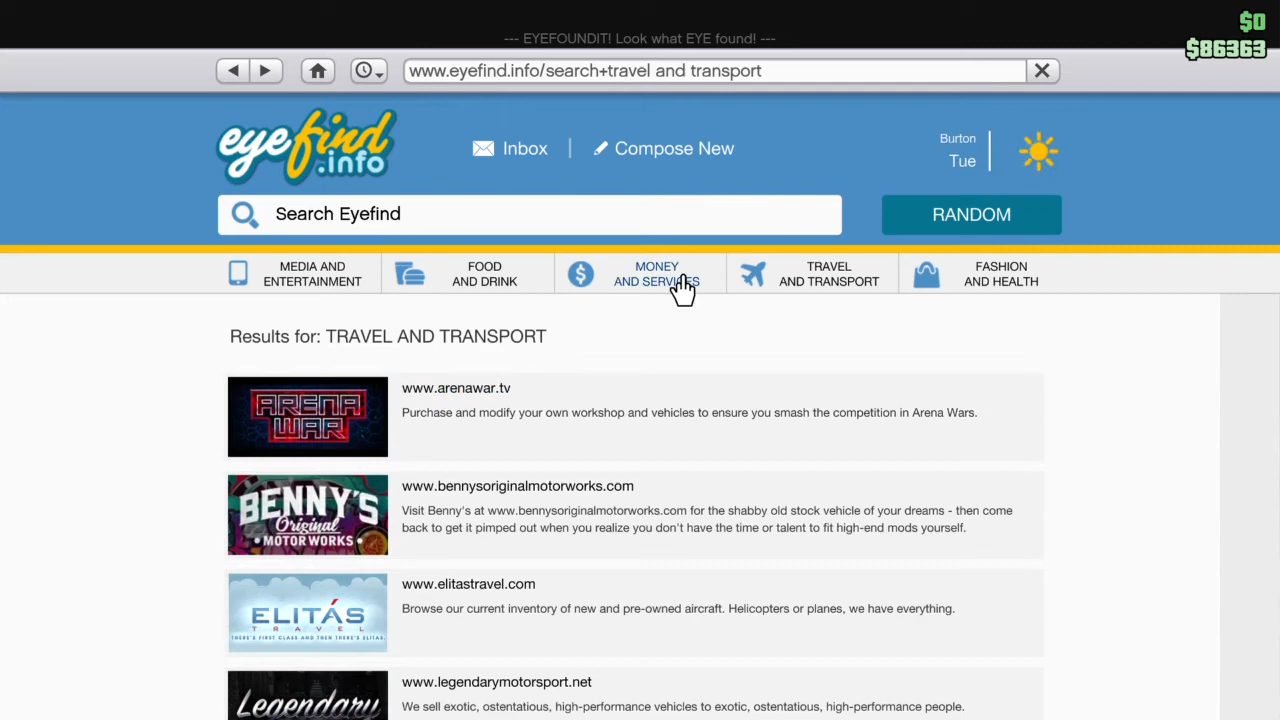 --- EYEFOUNDIT! Look what EYE found! ---
$0
$86363
www.eyefind.info/search+travel and transport
eyefind
.info
Inbox
Compose New
Burton
Tue
Search Eyefind
RANDOM
MEDIA AND
ENTERTAINMENT
FOOD
AND DRINK
MONEY
AND SERVICES
TRAVEL
AND TRANSPORT
FASHION
AND HEALTH
Results for: TRAVEL AND TRANSPORT
ARENA
WAR
www.arenawar.tv
Purchase and modify your own workshop and vehicles to ensure you smash the competition in Arena Wars.
BENNY'S
Original
MOTOR WORKS
www.bennysoriginalmotorworks.com
Visit Benny's at www.bennysoriginalmotorworks.com for the shabby old stock vehicle of your dreams - then come
back to get it pimped out when you realize you don't have the time or talent to fit high-end mods yourself.
ELITÁS
TRAVEL
THERE'S FIRST CLASS AND THEN THERE'S ELITAS.
www.elitastravel.com
Browse our current inventory of new and pre-owned aircraft. Helicopters or planes, we have everything.
Legendary
www.legendarymotorsport.net
We sell exotic, ostentatious, high-performance vehicles to exotic, ostentatious, high-performance people.